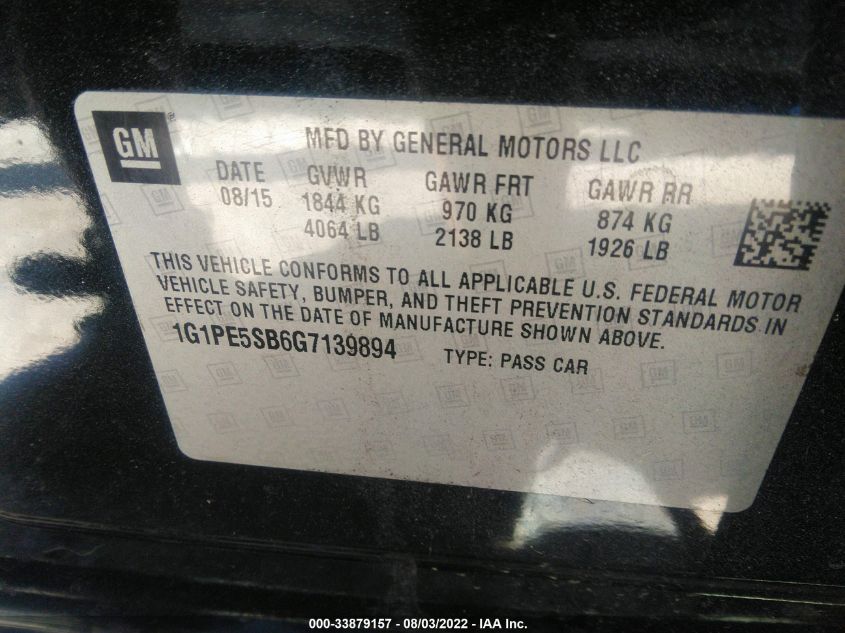 GM ®
MFD BY GENERAL MOTORS LLC
DATE GVWR GAWR FRT GAWR RR
08/15 1844 KG 970 KG 874 KG
4064 LB 2138 LB 1926 LB
THIS VEHICLE CONFORMS TO ALL APPLICABLE U.S. FEDERAL MOTOR
VEHICLE SAFETY, BUMPER, AND THEFT PREVENTION STANDARDS IN
EFFECT ON THE DATE OF MANUFACTURE SHOWN ABOVE.
1G1PE5SB6G7139894 TYPE: PASS CAR
000-33879157 - 08/03/2022 - IAA Inc.